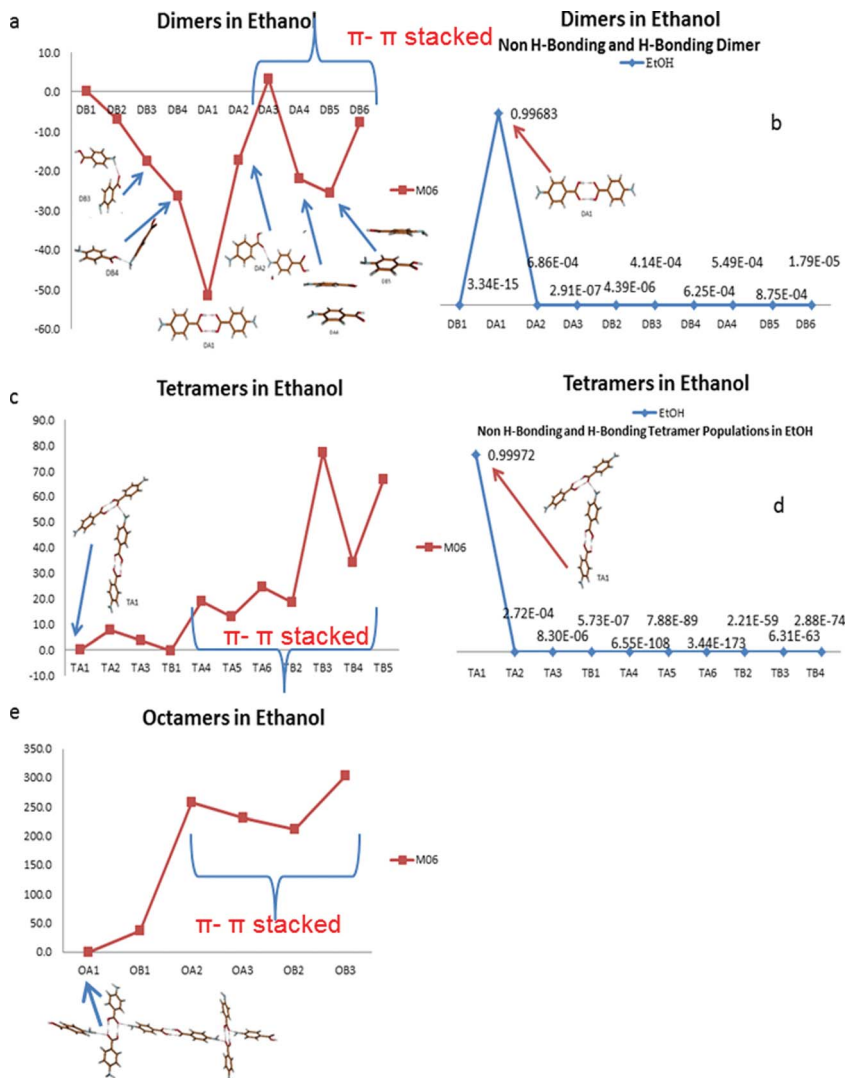 a
Dimers in Ethanol
π- π stacked
10.0
0.0
-10.0
-20.0
-30.0
-40.0
-50.0
-60.0
DB1 DB2 DB3 DB4 DA1 DA2 DA3 DA4 DB5 DB6
DB3
DB4
DA1
DA2
DA4
DB5
M06
Dimers in Ethanol
Non H-Bonding and H-Bonding Dimer
EtOH
b
0.99683
DA1
3.34E-15
6.86E-04
2.91E-07
4.39E-06
4.14E-04
6.25E-04
5.49E-04
8.75E-04
1.79E-05
DB1 DA1 DA2 DA3 DB2 DB3 DB4 DA4 DB5 DB6
c
Tetramers in Ethanol
90.0
80.0
70.0
60.0
50.0
40.0
30.0
20.0
10.0
0.0
-10.0
TA1
π- π stacked
TA1 TA2 TA3 TB1 TA4 TA5 TA6 TB2 TB3 TB4 TB5
M06
Tetramers in Ethanol
EtOH
Non H-Bonding and H-Bonding Tetramer Populations in EtOH
d
0.99972
TA1
2.72E-04
8.30E-06
5.73E-07
6.55E-108
7.88E-89
3.44E-173
2.21E-59
6.31E-63
2.88E-74
TA1 TA2 TA3 TB1 TA4 TA5 TA6 TB2 TB3 TB4
e
Octamers in Ethanol
350.0
300.0
250.0
200.0
150.0
100.0
50.0
0.0
π- π stacked
OA1 OB1 OA2 OA3 OB2 OB3
M06